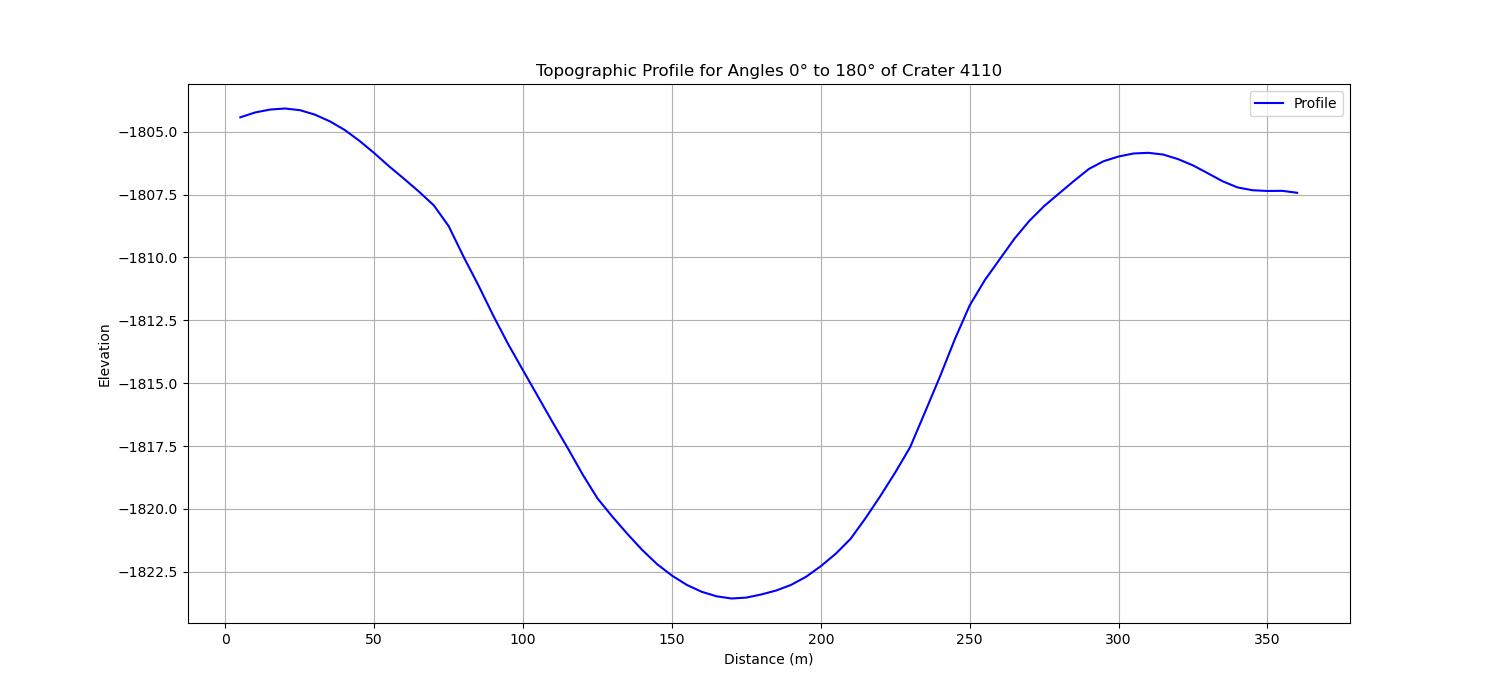 Topographic Profile for Angles 0° to 180° of Crater 4110
Profile
−1805.0
−1807.5
−1810.0
−1812.5
−1815.0
−1817.5
−1820.0
−1822.5
Elevation
0 50 100 150 200 250 300 350
Distance (m)